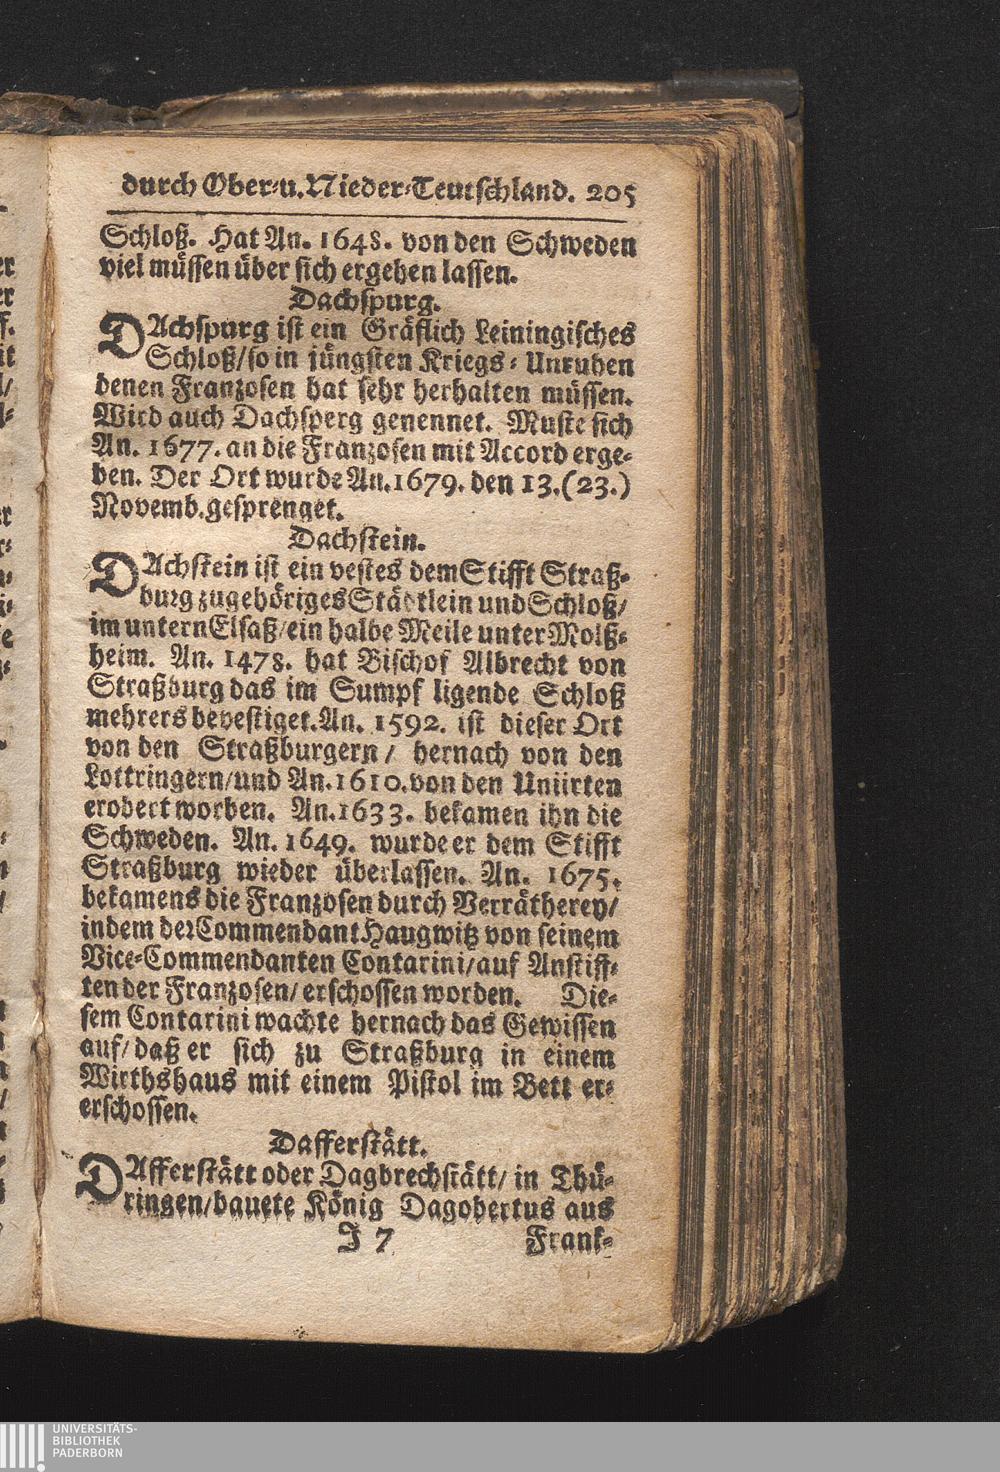 durch Ober-u. Nieder-Teutschland. 205
Schloß. Hat An. 1648. von den Schweden
viel müssen über sich ergehen lassen.
Dachspurg.
DAchspurg ist ein Gräflich Leiningisches
Schloß/so in jüngsten Kriegs-Unruhen
denen Franzosen hat sehr herhalten müssen.
Wird auch Dachsperg genennet. Muste sich
An. 1677. an die Franzosen mit Accord erge-
ben. Der Ort wurde An. 1679. den 13. (23.)
Novemb. gesprenget.
Dachstein.
DAchstein ist ein vestes dem Stifft Straß-
burg zugehöriges Städtlein und Schloß/
im untern Elsaß/ein halbe Meile unter Molß-
heim. An. 1478. hat Bischof Albrecht von
Straßburg das im Sumpf ligende Schloß
mehrers bevestiget. An. 1592. ist dieser Ort
von den Straßburgern/ hernach von den
Lottringern/und An. 1610. von den Uniirten
erobert worden. An. 1633. bekamen ihn die
Schweden. An. 1649. wurde er dem Stifft
Straßburg wieder überlassen. An. 1675.
bekamens die Franzosen durch Verrätherey/
indem der Commendant Haugwitz von seinem
Vice-Commendanten Contarini/auf Anstiff-
ten der Franzosen/ erschossen worden. Die-
sem Contarini wachte hernach das Gewissen
auf/ daß er sich zu Straßburg in einem
Wirthshaus mit einem Pistol im Bett er-
erschossen.
Dafferstätt.
DAfferstätt oder Dagbrechstätt/ in Thü-
ringen/bauete König Dagobertus aus
J 7 Frank-
UNIVERSITÄTS-
BIBLIOTHEK
PADERBORN